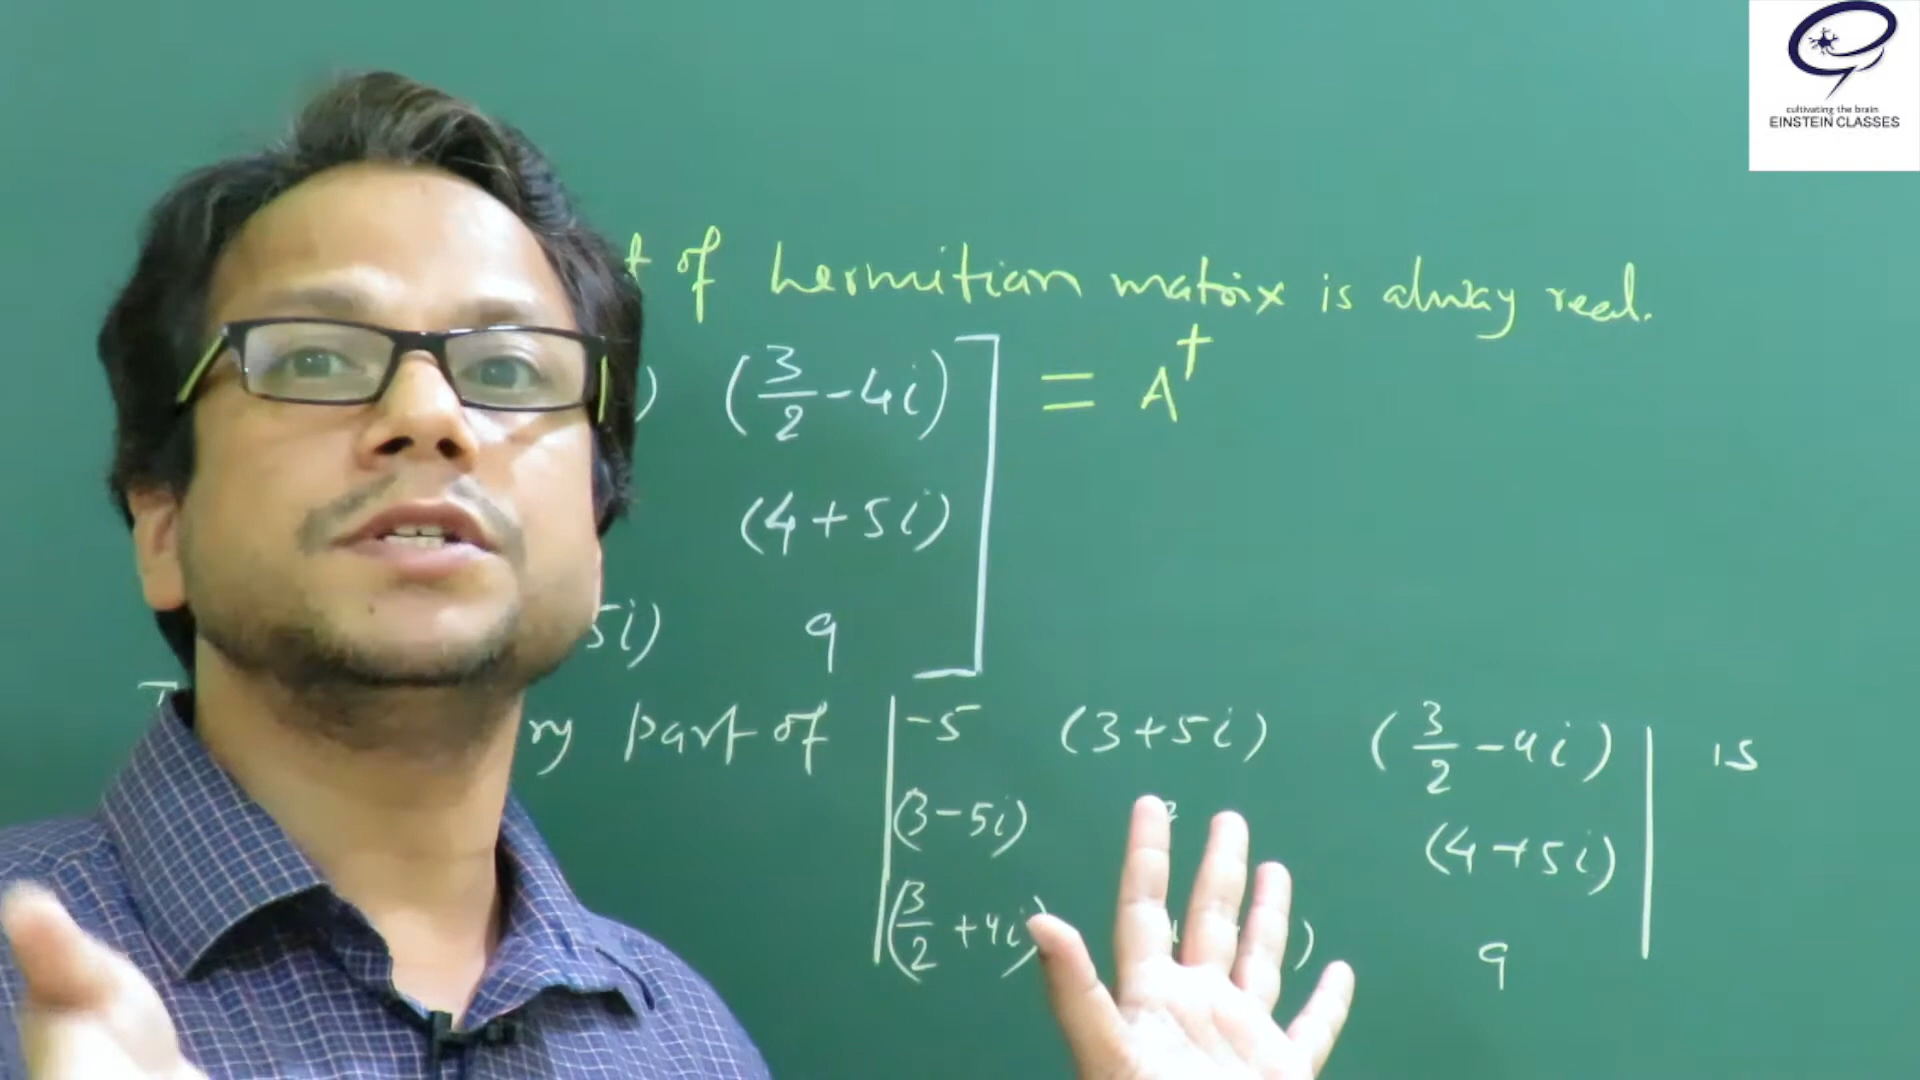 cultivating the brain
EINSTEIN CLASSES
of hermitian matrix is alway real.
) (3/2 - 4i) = A†
(4 + 5i)
5i) 9
ry part of | -5 (3+5i) (3/2 - 4i) | is
(3-5i) (4+5i)
(3/2 + 4i) ) 9